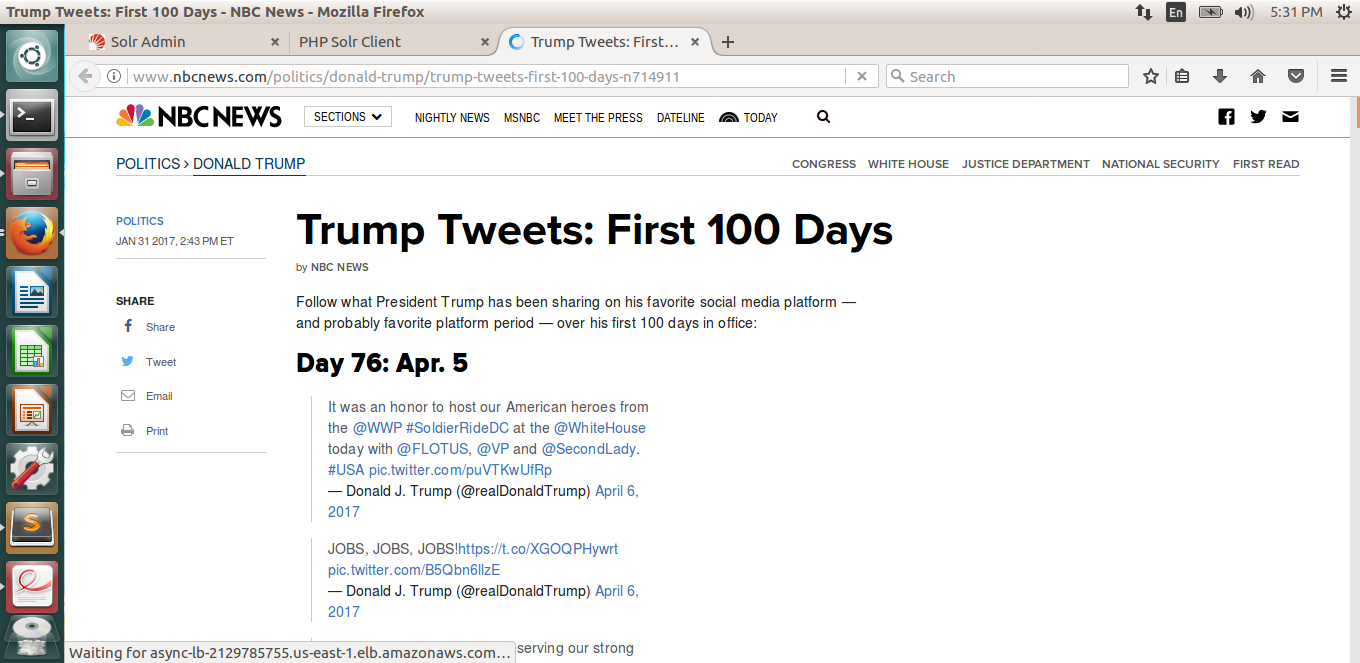 Trump Tweets: First 100 Days - NBC News - Mozilla Firefox
En
5:31 PM
Solr Admin
PHP Solr Client
Trump Tweets: First...
www.nbcnews.com/politics/donald-trump/trump-tweets-first-100-days-n714911
Search
NBC NEWS
SECTIONS
NIGHTLY NEWS
MSNBC
MEET THE PRESS
DATELINE
TODAY
POLITICS › DONALD TRUMP
CONGRESS
WHITE HOUSE
JUSTICE DEPARTMENT
NATIONAL SECURITY
FIRST READ
POLITICS
JAN 31 2017, 2:43 PM ET
SHARE
Share
Tweet
Email
Print
Trump Tweets: First 100 Days
by NBC NEWS
Follow what President Trump has been sharing on his favorite social media platform —
and probably favorite platform period — over his first 100 days in office:
Day 76: Apr. 5
It was an honor to host our American heroes from
the @WWP #SoldierRideDC at the @WhiteHouse
today with @FLOTUS, @VP and @SecondLady.
#USA pic.twitter.com/puVTKwUfRp
— Donald J. Trump (@realDonaldTrump) April 6,
2017
JOBS, JOBS, JOBS!https://t.co/XGOQPHywrt
pic.twitter.com/B5Qbn6llzE
— Donald J. Trump (@realDonaldTrump) April 6,
2017
serving our strong
Waiting for async-lb-2129785755.us-east-1.elb.amazonaws.com...
S